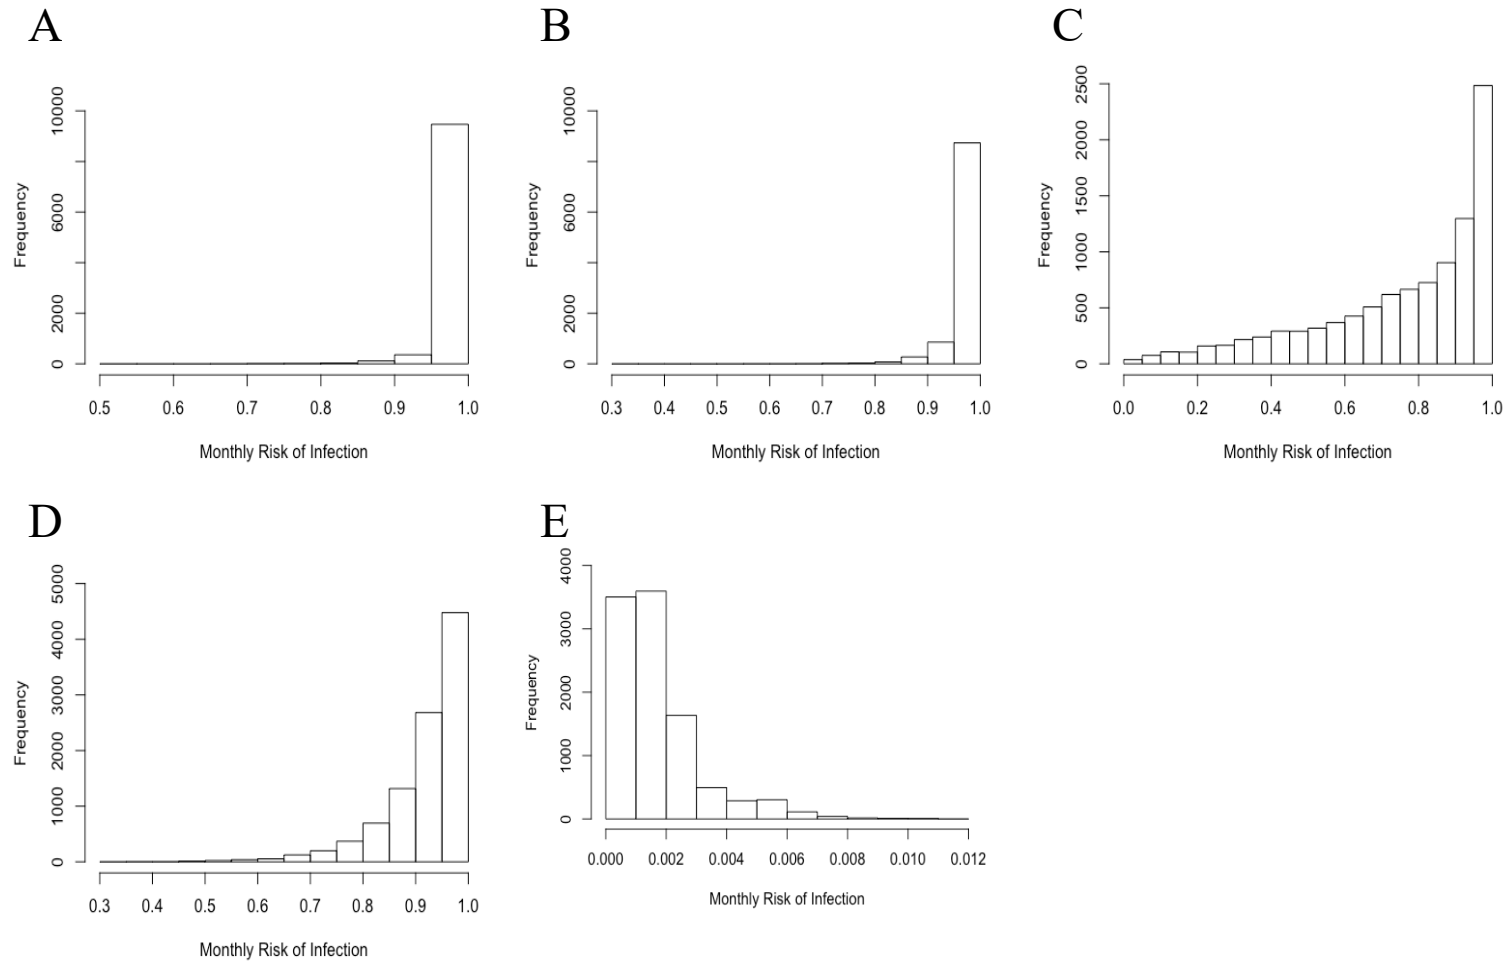 A
B
C
Frequency
0
2000
6000
10000
0.5 0.6 0.7 0.8 0.9 1.0
Monthly Risk of Infection
Frequency
0
2000
6000
10000
0.3 0.4 0.5 0.6 0.7 0.8 0.9 1.0
Monthly Risk of Infection
Frequency
0
500
1000
1500
2000
2500
0.0 0.2 0.4 0.6 0.8 1.0
Monthly Risk of Infection
D
E
Frequency
0
1000
2000
3000
4000
5000
0.3 0.4 0.5 0.6 0.7 0.8 0.9 1.0
Monthly Risk of Infection
Frequency
0
1000
2000
3000
4000
0.000 0.002 0.004 0.006 0.008 0.010 0.012
Monthly Risk of Infection